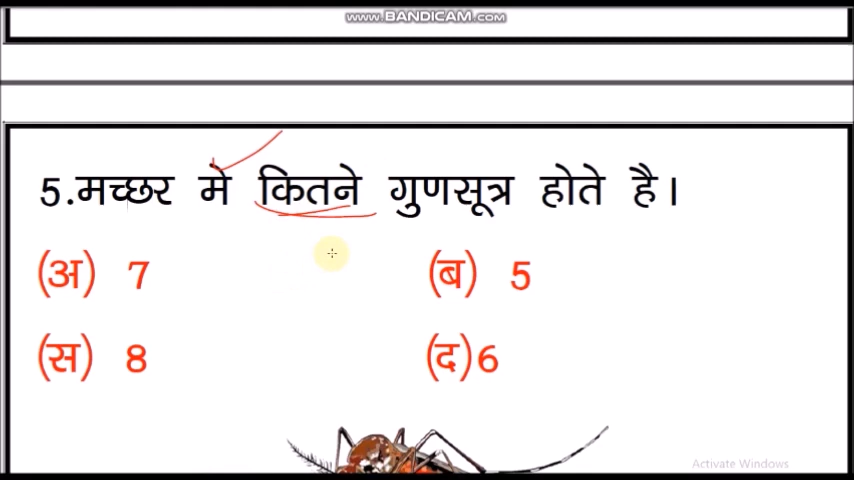 www.BANDICAM.com
5.मच्छर मे कितने गुणसूत्र होते है।
(अ) 7 (ब) 5
(स) 8 (द)6
Activate Windows